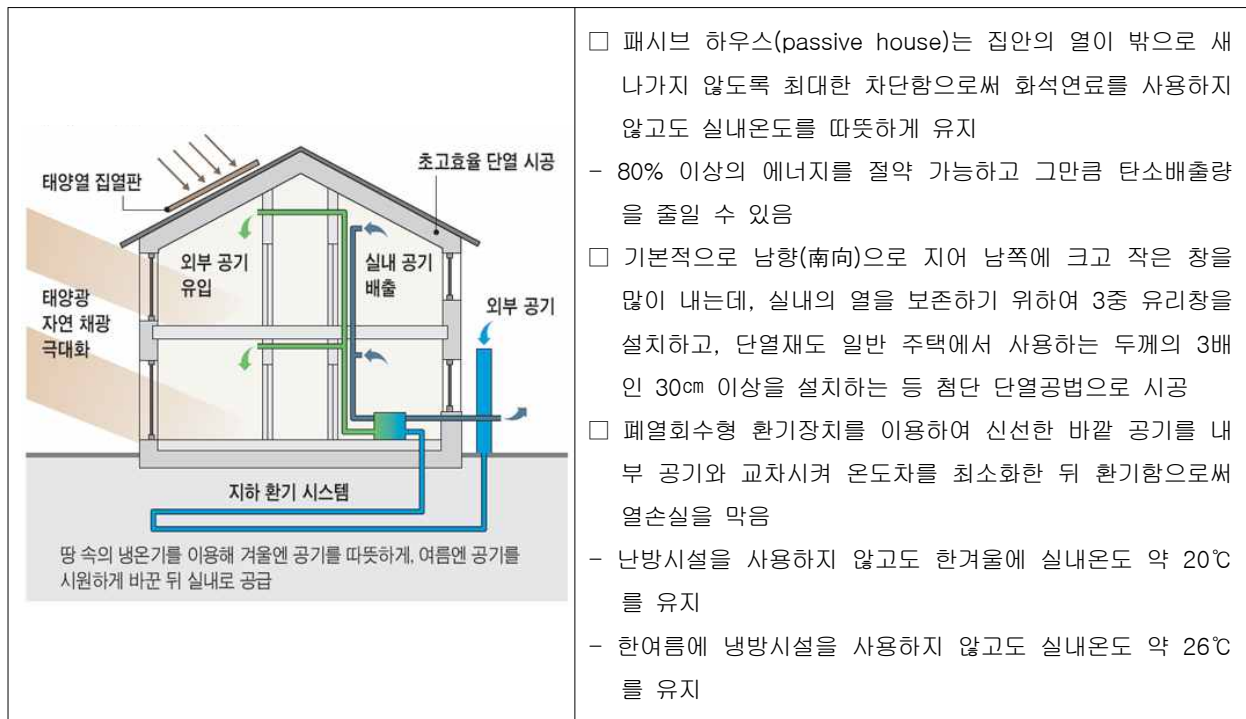 태양열 집열판
초고효율 단열 시공
외부 공기
유입
실내 공기
배출
태양광
자연 채광
극대화
외부 공기
지하 환기 시스템
땅 속의 냉온기를 이용해 겨울엔 공기를 따뜻하게, 여름엔 공기를
시원하게 바꾼 뒤 실내로 공급
□ 패시브 하우스(passive house)는 집안의 열이 밖으로 새
나가지 않도록 최대한 차단함으로써 화석연료를 사용하지
않고도 실내온도를 따뜻하게 유지
- 80% 이상의 에너지를 절약 가능하고 그만큼 탄소배출량
을 줄일 수 있음
□ 기본적으로 남향(南向)으로 지어 남쪽에 크고 작은 창을
많이 내는데, 실내의 열을 보존하기 위하여 3중 유리창을
설치하고, 단열재도 일반 주택에서 사용하는 두께의 3배
인 30㎝ 이상을 설치하는 등 첨단 단열공법으로 시공
□ 폐열회수형 환기장치를 이용하여 신선한 바깥 공기를 내
부 공기와 교차시켜 온도차를 최소화한 뒤 환기함으로써
열손실을 막음
- 난방시설을 사용하지 않고도 한겨울에 실내온도 약 20℃
를 유지
- 한여름에 냉방시설을 사용하지 않고도 실내온도 약 26℃
를 유지